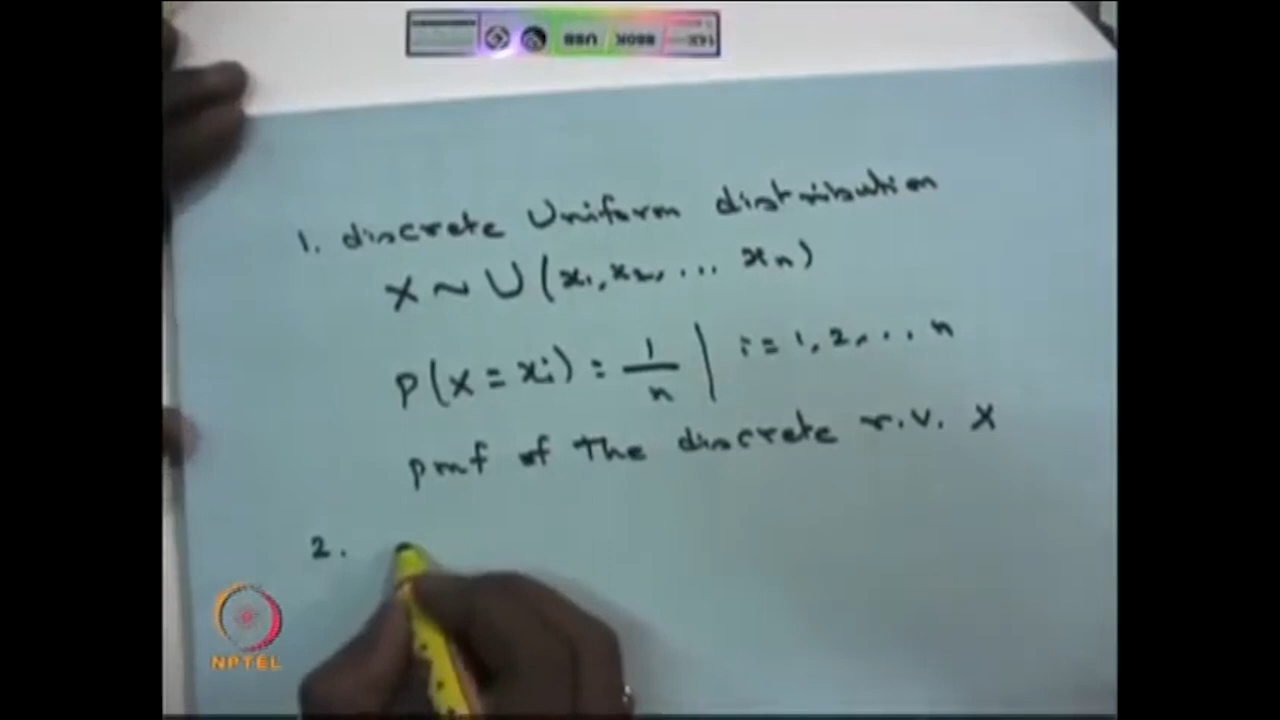 1. discrete Uniform distribution
X ~ U(x₁, x₂, ... xₙ)
P(X = xᵢ) = 1/n | i = 1, 2, ... n
pmf of the discrete r.v. X
2.
NPTEL